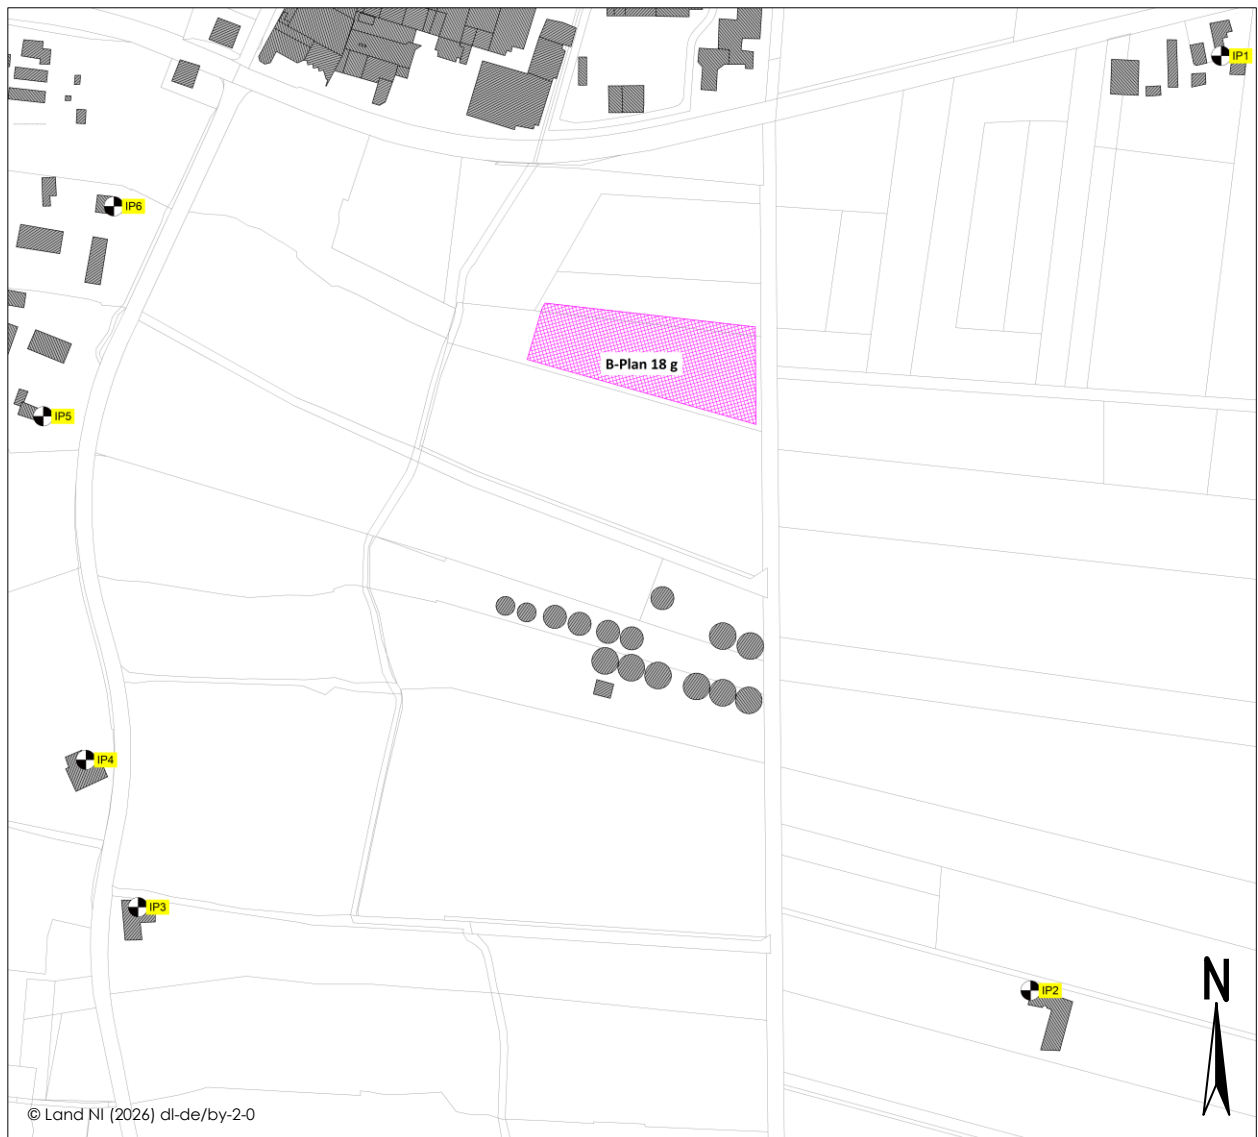 IP1
IP6
B-Plan 18 g
IP5
IP4
IP3
N
IP2
© Land NI (2026) dl-de/by-2-0